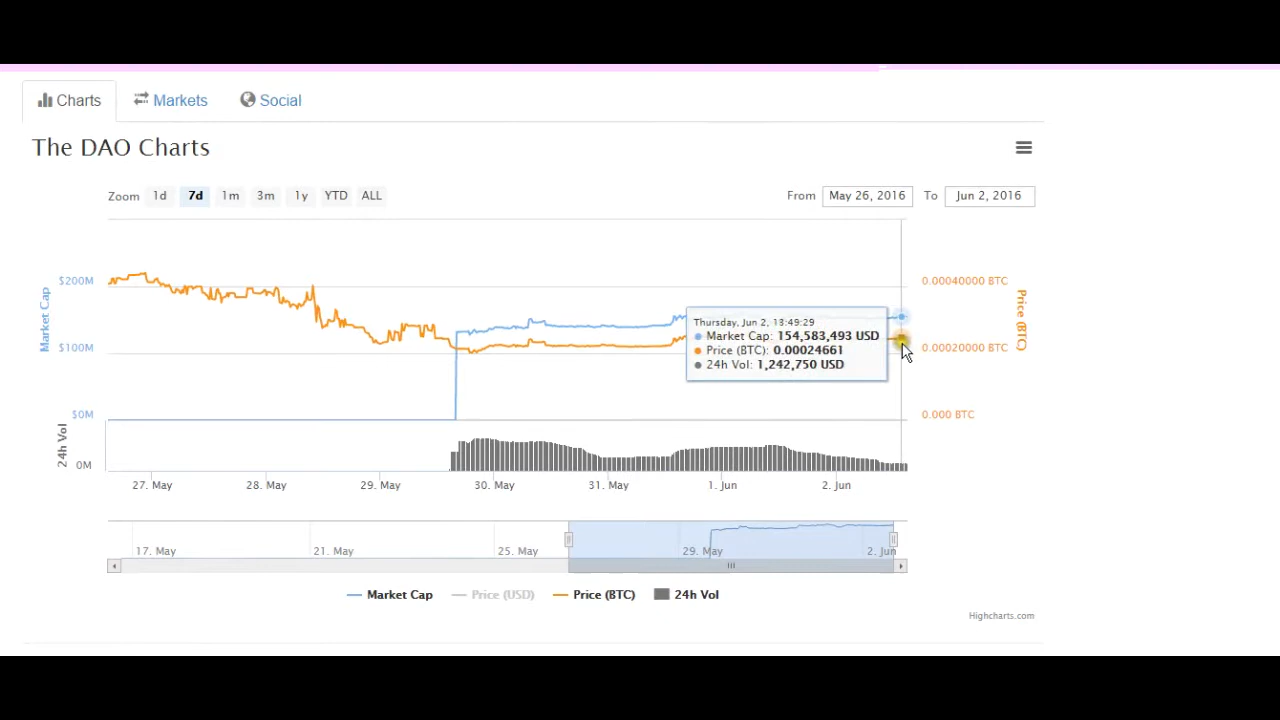 Charts Markets Social
The DAO Charts
Zoom 1d 7d 1m 3m 1y YTD ALL From May 26, 2016 To Jun 2, 2016
Market Cap
$200M
$100M
$0M
24h Vol
0M
Price (BTC)
0.00040000 BTC
0.00020000 BTC
0.000 BTC
Thursday, Jun 2, 13:49:29
Market Cap: 154,583,493 USD
Price (BTC): 0.00024661
24h Vol: 1,242,750 USD
27. May 28. May 29. May 30. May 31. May 1. Jun 2. Jun
17. May 21. May 25. May 29. May 2. Jun
Market Cap Price (USD) Price (BTC) 24h Vol
Highcharts.com